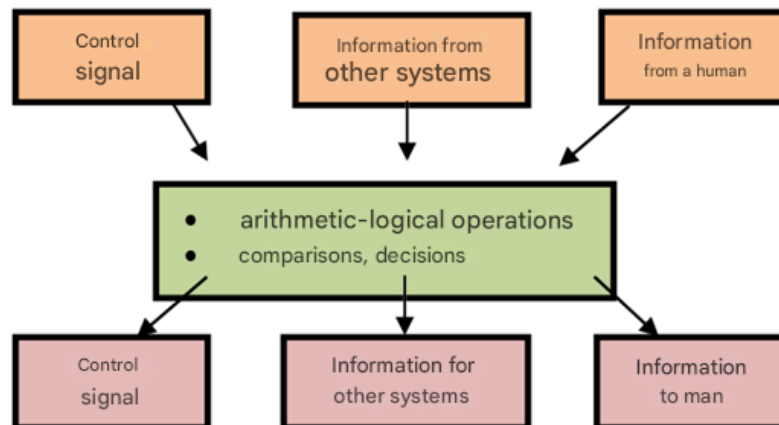 Control
signal
Information from
other systems
Information
from a human
• arithmetic-logical operations
• comparisons, decisions
Control
signal
Information for
other systems
Information
to man